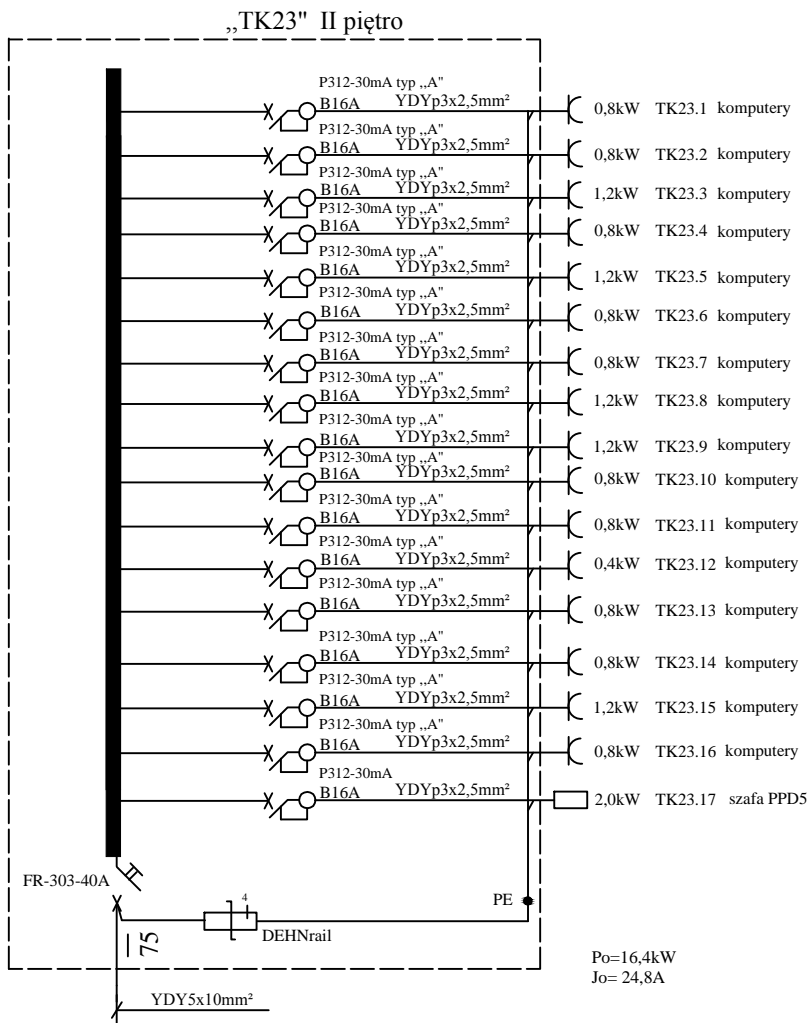 ,,TK23" II piętro
P312-30mA typ ,,A"
B16A YDYp3x2,5mm² 0,8kW TK23.1 komputery
P312-30mA typ ,,A"
B16A YDYp3x2,5mm² 0,8kW TK23.2 komputery
P312-30mA typ ,,A"
B16A YDYp3x2,5mm² 1,2kW TK23.3 komputery
P312-30mA typ ,,A"
B16A YDYp3x2,5mm² 0,8kW TK23.4 komputery
P312-30mA typ ,,A"
B16A YDYp3x2,5mm² 1,2kW TK23.5 komputery
P312-30mA typ ,,A"
B16A YDYp3x2,5mm² 0,8kW TK23.6 komputery
P312-30mA typ ,,A"
B16A YDYp3x2,5mm² 0,8kW TK23.7 komputery
P312-30mA typ ,,A"
B16A YDYp3x2,5mm² 1,2kW TK23.8 komputery
P312-30mA typ ,,A"
B16A YDYp3x2,5mm² 1,2kW TK23.9 komputery
P312-30mA typ ,,A"
B16A YDYp3x2,5mm² 0,8kW TK23.10 komputery
P312-30mA typ ,,A"
B16A YDYp3x2,5mm² 0,8kW TK23.11 komputery
P312-30mA typ ,,A"
B16A YDYp3x2,5mm² 0,4kW TK23.12 komputery
P312-30mA typ ,,A"
B16A YDYp3x2,5mm² 0,8kW TK23.13 komputery
P312-30mA typ ,,A"
B16A YDYp3x2,5mm² 0,8kW TK23.14 komputery
P312-30mA typ ,,A"
B16A YDYp3x2,5mm² 1,2kW TK23.15 komputery
P312-30mA typ ,,A"
B16A YDYp3x2,5mm² 0,8kW TK23.16 komputery
P312-30mA
B16A YDYp3x2,5mm² 2,0kW TK23.17 szafa PPD5
FR-303-40A
PE
4
DEHNrail
75
Po=16,4kW
Jo= 24,8A
YDY5x10mm²